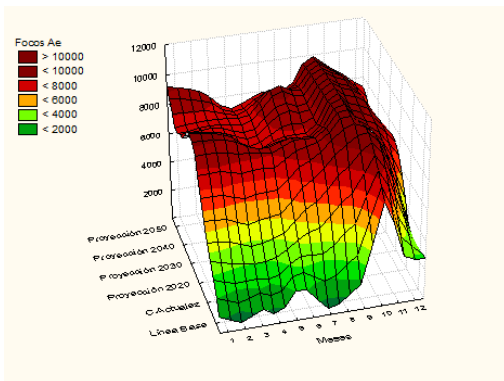 Focos Ae
> 10000
< 10000
< 8000
< 6000
< 4000
< 2000
12000
10000
8000
6000
4000
2000
Proyección 2050
Proyección 2040
Proyección 2030
Proyección 2020
C.Actuales
Línea Base
1 2 3 4 5 6 7 8 9 10 11 12
Meses